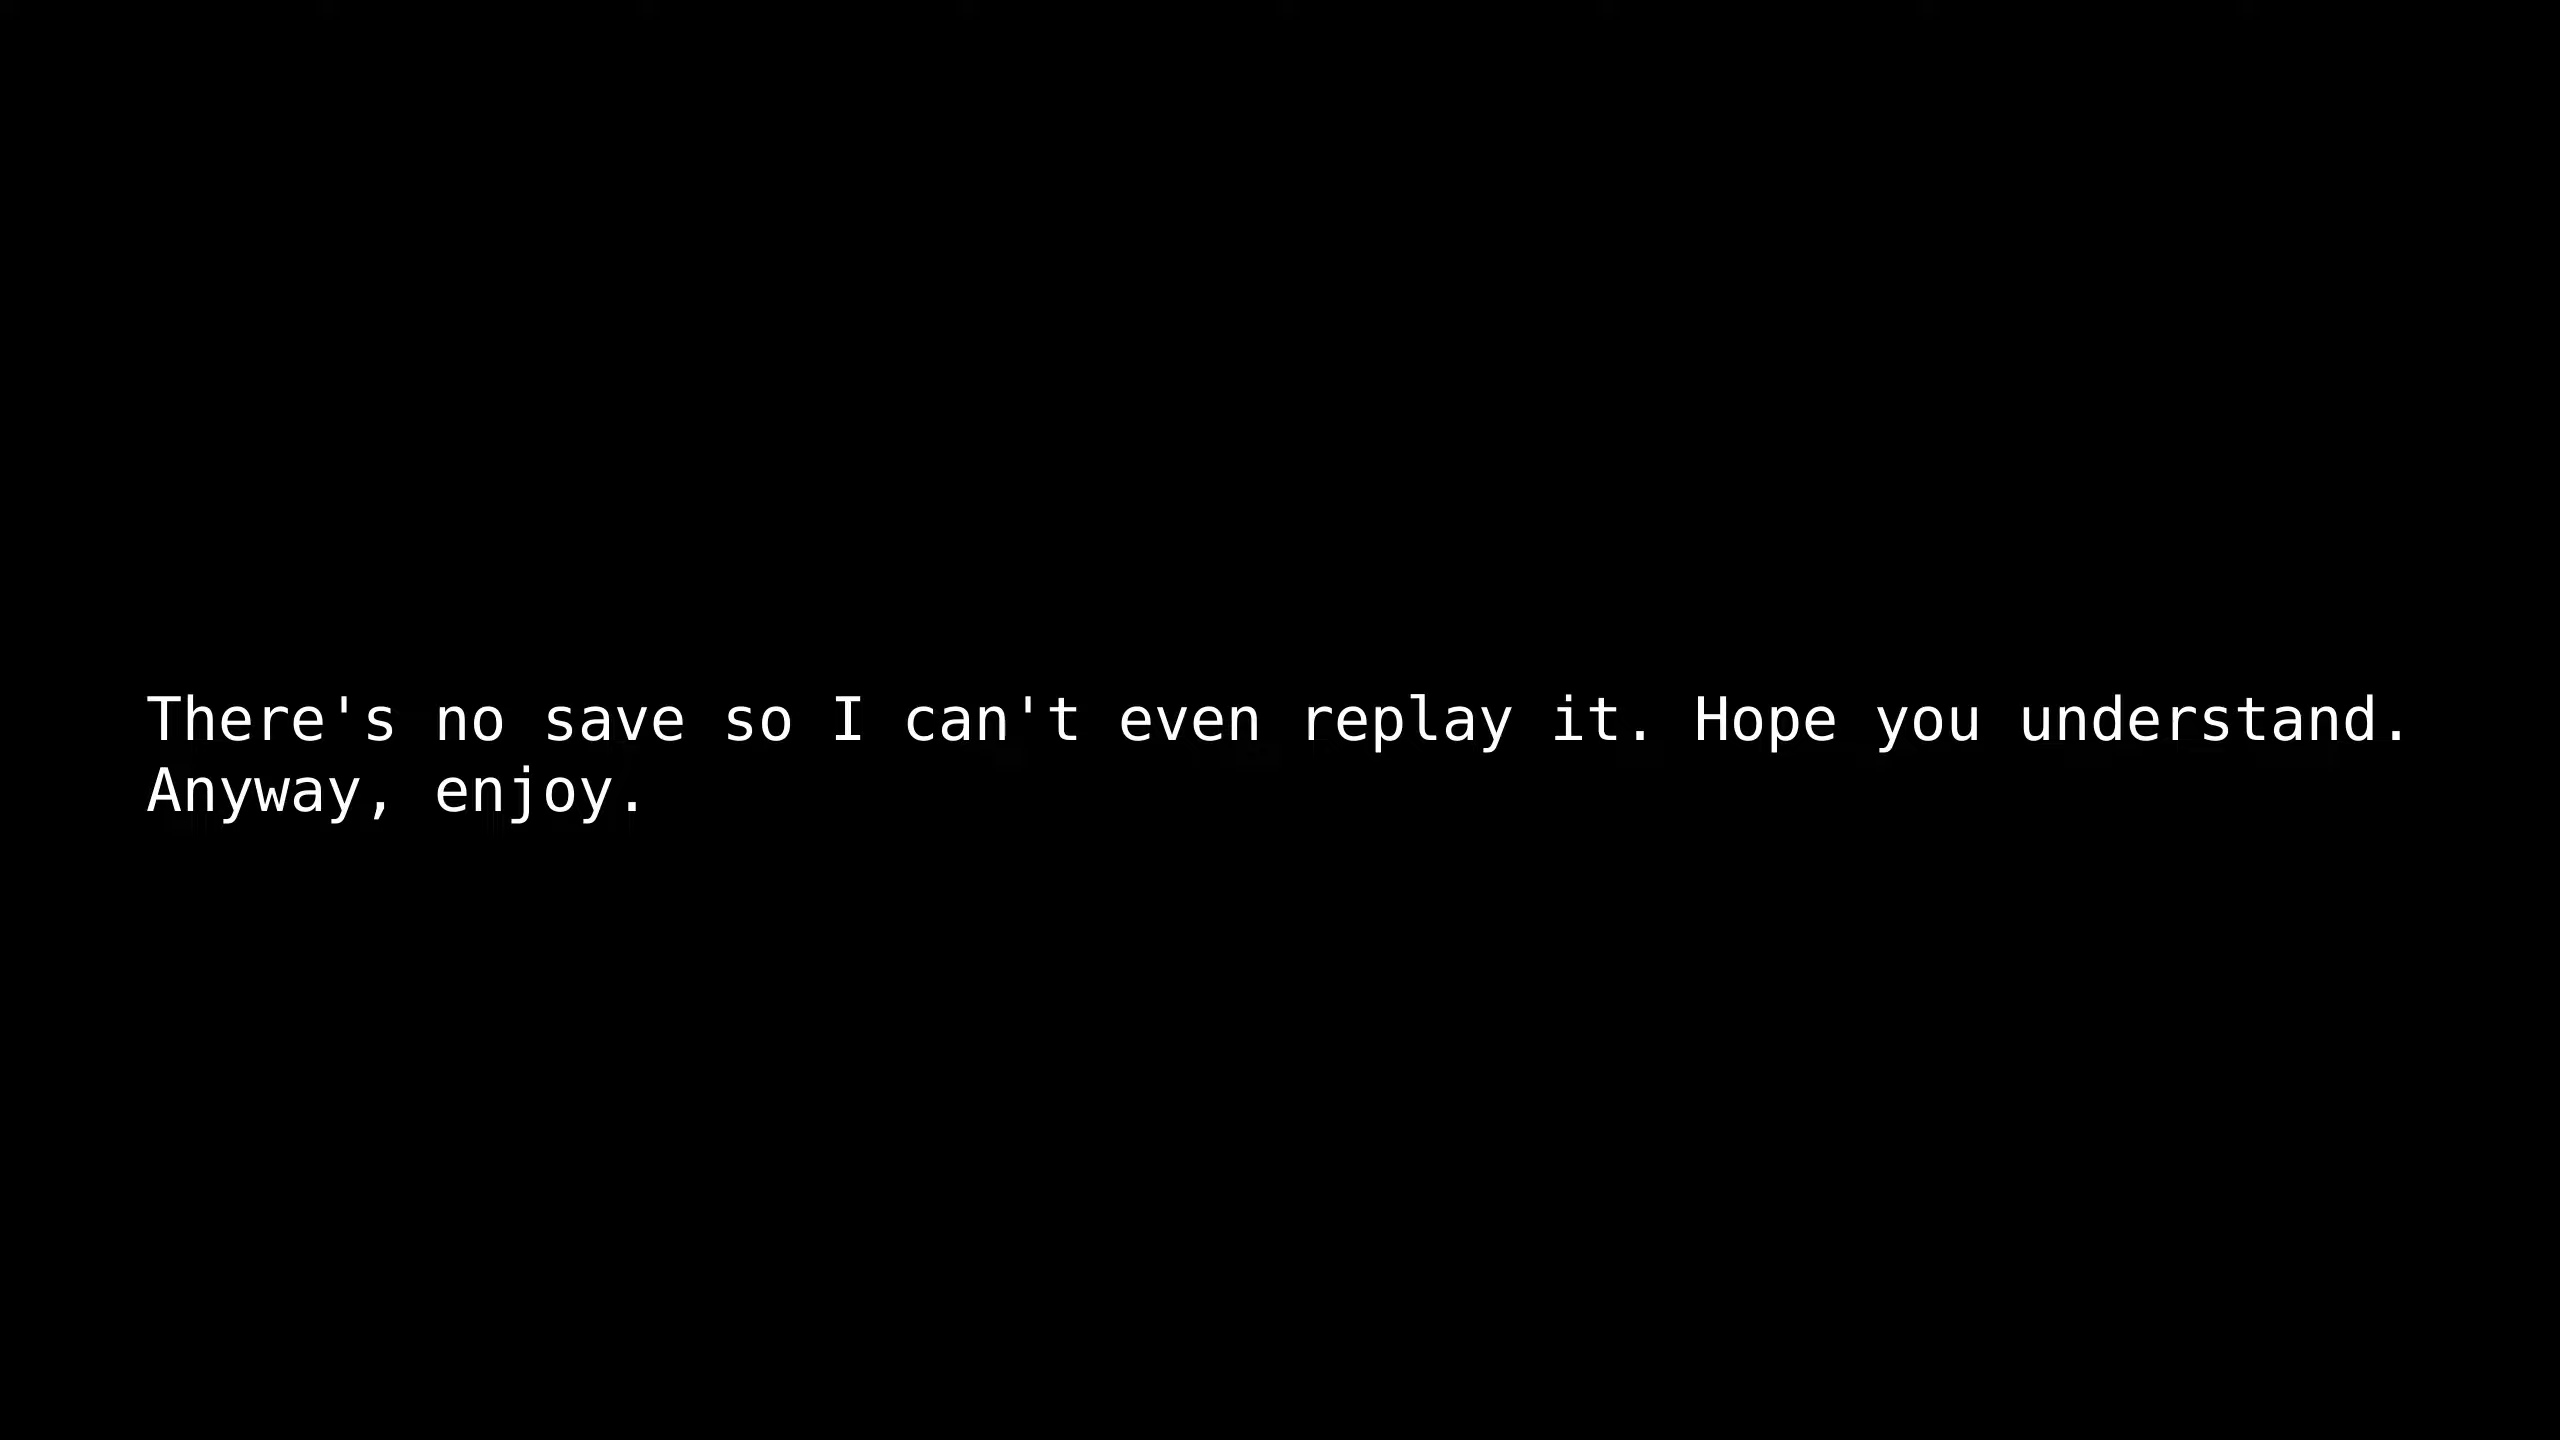 There's no save so I can't even replay it. Hope you understand.
Anyway, enjoy.